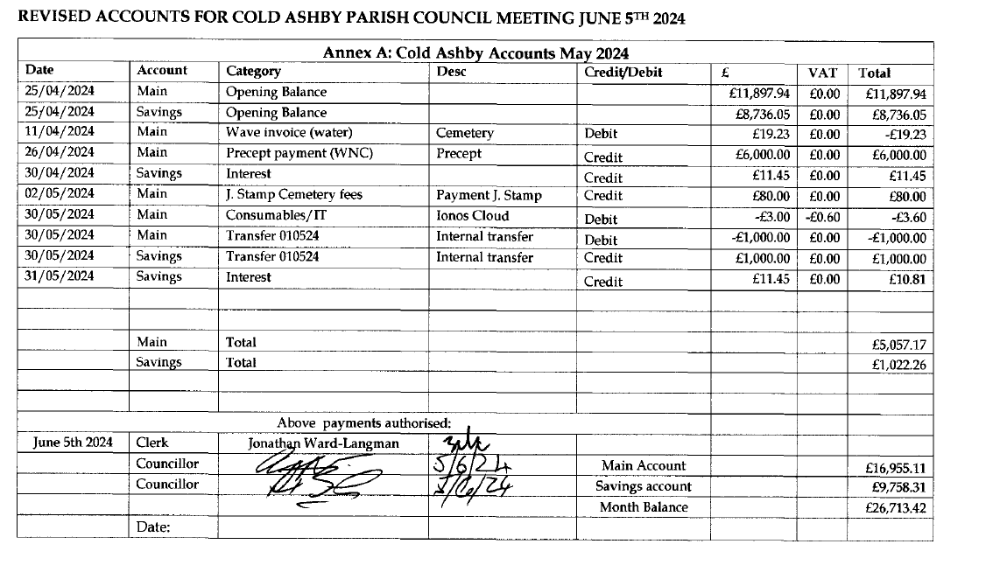 REVISED ACCOUNTS FOR COLD ASHBY PARISH COUNCIL MEETING JUNE 5TH 2024
Annex A: Cold Ashby Accounts May 2024
Date Account Category Desc Credit/Debit £ VAT Total
25/04/2024 Main Opening Balance £11,897.94 £0.00 £11,897.94
25/04/2024 Savings Opening Balance £8,736.05 £0.00 £8,736.05
11/04/2024 Main Wave invoice (water) Cemetery Debit £19.23 £0.00 -£19.23
26/04/2024 Main Precept payment (WNC) Precept Credit £6,000.00 £0.00 £6,000.00
30/04/2024 Savings Interest Credit £11.45 £0.00 £11.45
02/05/2024 Main J. Stamp Cemetery fees Payment J. Stamp Credit £80.00 £0.00 £80.00
30/05/2024 Main Consumables/IT Ionos Cloud Debit -£3.00 -£0.60 -£3.60
30/05/2024 Main Transfer 010524 Internal transfer Debit -£1,000.00 £0.00 -£1,000.00
30/05/2024 Savings Transfer 010524 Internal transfer Credit £1,000.00 £0.00 £1,000.00
31/05/2024 Savings Interest Credit £11.45 £0.00 £10.81
Main Total £5,057.17
Savings Total £1,022.26
Above payments authorised:
June 5th 2024 Clerk Jonathan Ward-Langman
Councillor 5/6/24 Main Account £16,955.11
Councillor 5/6/24 Savings account £9,758.31
Month Balance £26,713.42
Date: